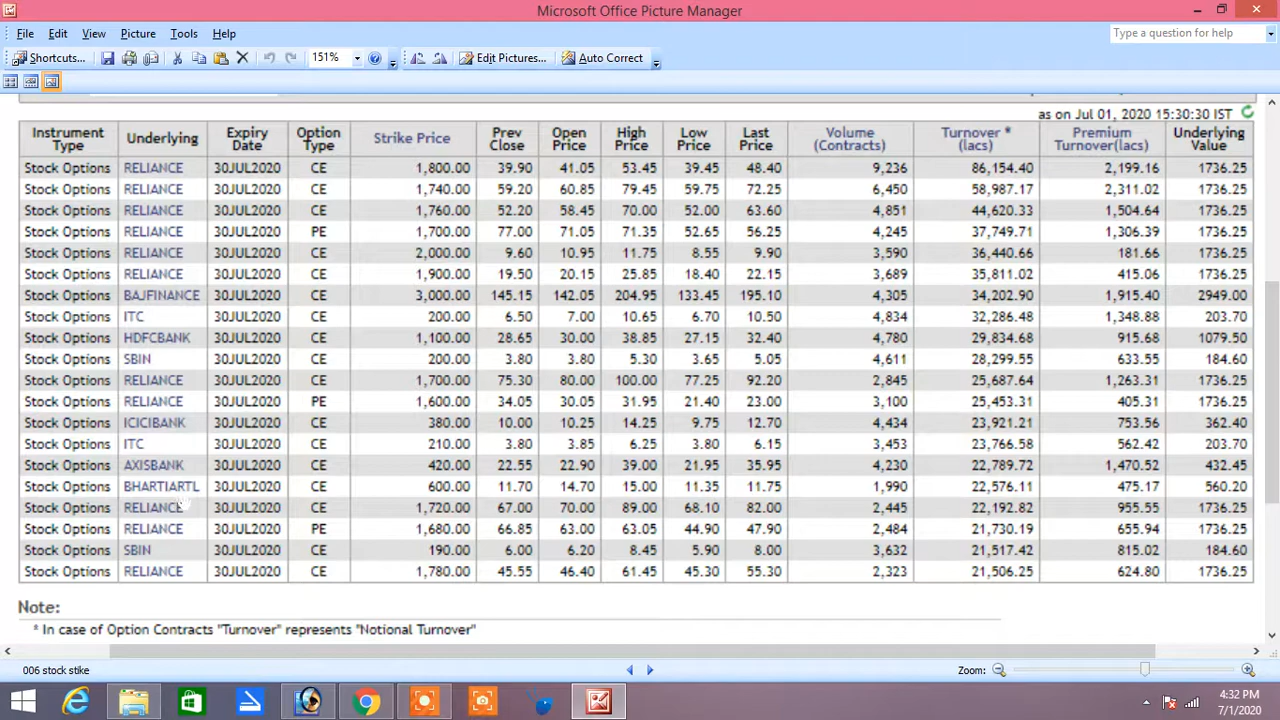 Microsoft Office Picture Manager
File Edit View Picture Tools Help Type a question for help
Shortcuts... 151% Edit Pictures... Auto Correct
as on Jul 01, 2020 15:30:30 IST
Instrument Type Underlying Expiry Date Option Type Strike Price Prev Close Open Price High Price Low Price Last Price Volume (Contracts) Turnover * (lacs) Premium Turnover(lacs) Underlying Value
Stock Options RELIANCE 30JUL2020 CE 1,800.00 39.90 41.05 53.45 39.45 48.40 9,236 86,154.40 2,199.16 1736.25
Stock Options RELIANCE 30JUL2020 CE 1,740.00 59.20 60.85 79.45 59.75 72.25 6,450 58,987.17 2,311.02 1736.25
Stock Options RELIANCE 30JUL2020 CE 1,760.00 52.20 58.45 70.00 52.00 63.60 4,851 44,620.33 1,504.64 1736.25
Stock Options RELIANCE 30JUL2020 PE 1,700.00 77.00 71.05 71.35 52.65 56.25 4,245 37,749.71 1,306.39 1736.25
Stock Options RELIANCE 30JUL2020 CE 2,000.00 9.60 10.95 11.75 8.55 9.90 3,590 36,440.66 181.66 1736.25
Stock Options RELIANCE 30JUL2020 CE 1,900.00 19.50 20.15 25.85 18.40 22.15 3,689 35,811.02 415.06 1736.25
Stock Options BAJFINANCE 30JUL2020 CE 3,000.00 145.15 142.05 204.95 133.45 195.10 4,305 34,202.90 1,915.40 2949.00
Stock Options ITC 30JUL2020 CE 200.00 6.50 7.00 10.65 6.70 10.50 4,834 32,286.48 1,348.88 203.70
Stock Options HDFCBANK 30JUL2020 CE 1,100.00 28.65 30.00 38.85 27.15 32.40 4,780 29,834.68 915.68 1079.50
Stock Options SBIN 30JUL2020 CE 200.00 3.80 3.80 5.30 3.65 5.05 4,611 28,299.55 633.55 184.60
Stock Options RELIANCE 30JUL2020 CE 1,700.00 75.30 80.00 100.00 77.25 92.20 2,845 25,687.64 1,263.31 1736.25
Stock Options RELIANCE 30JUL2020 PE 1,600.00 34.05 30.05 31.95 21.40 23.00 3,100 25,453.31 405.31 1736.25
Stock Options ICICIBANK 30JUL2020 CE 380.00 10.00 10.25 14.25 9.75 12.70 4,434 23,921.21 753.56 362.40
Stock Options ITC 30JUL2020 CE 210.00 3.80 3.85 6.25 3.80 6.15 3,453 23,766.58 562.42 203.70
Stock Options AXISBANK 30JUL2020 CE 420.00 22.55 22.90 39.00 21.95 35.95 4,230 22,789.72 1,470.52 432.45
Stock Options BHARTIARTL 30JUL2020 CE 600.00 11.70 14.70 15.00 11.35 11.75 1,990 22,576.11 475.17 560.20
Stock Options RELIANCE 30JUL2020 CE 1,720.00 67.00 70.00 89.00 68.10 82.00 2,445 22,192.82 955.55 1736.25
Stock Options RELIANCE 30JUL2020 PE 1,680.00 66.85 63.00 63.05 44.90 47.90 2,484 21,730.19 655.94 1736.25
Stock Options SBIN 30JUL2020 CE 190.00 6.00 6.20 8.45 5.90 8.00 3,632 21,517.42 815.02 184.60
Stock Options RELIANCE 30JUL2020 CE 1,780.00 45.55 46.40 61.45 45.30 55.30 2,323 21,506.25 624.80 1736.25
Note:
* In case of Option Contracts "Turnover" represents "Notional Turnover"
006 stock stike Zoom:
4:32 PM
7/1/2020